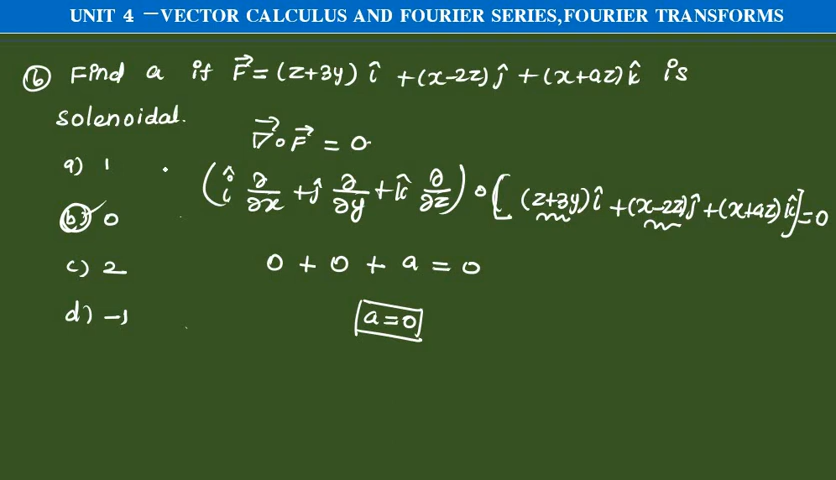 UNIT 4 —VECTOR CALCULUS AND FOURIER SERIES,FOURIER TRANSFORMS
6 Find a if F⃗ = (z+3y) î + (x-2z) ĵ + (x+az) k̂ is
solenoidal.
∇⃗ ∘ F⃗ = 0
a) 1
(î ∂/∂x + ĵ ∂/∂y + k̂ ∂/∂z) ∘ [(z+3y) î + (x-2z) ĵ + (x+az) k̂] = 0
b) 0
c) 2
0 + 0 + a = 0
d) -1
a = 0